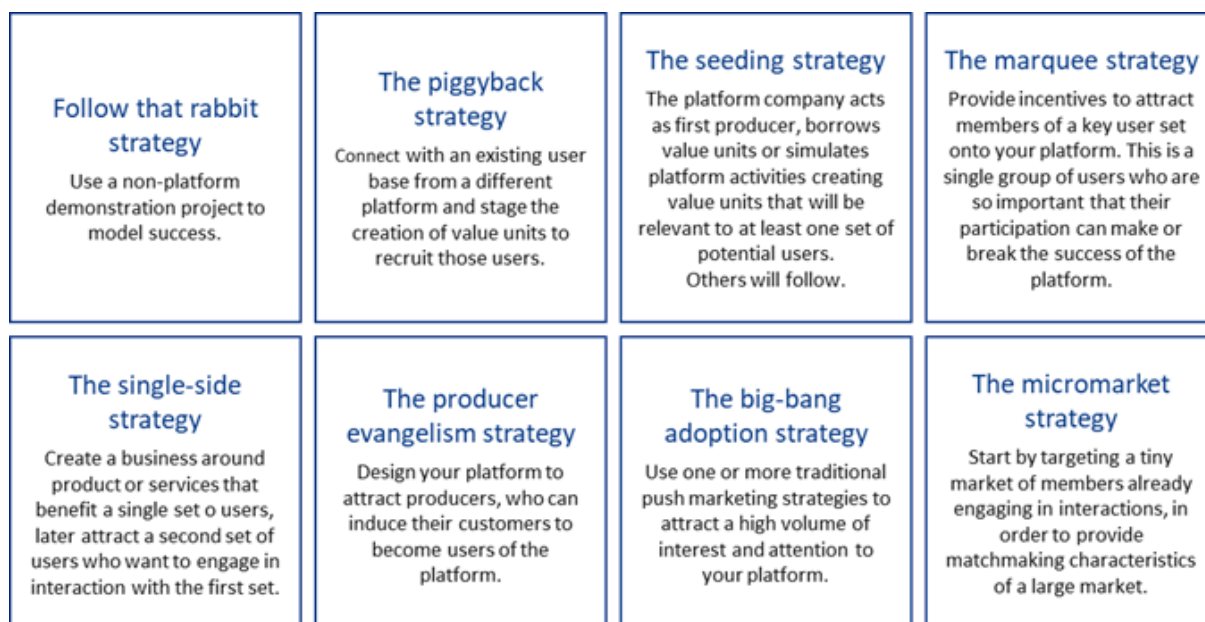 Follow that rabbit
strategy
Use a non-platform
demonstration project to
model success.
The piggyback
strategy
Connect with an existing user
base from a different
platform and stage the
creation of value units to
recruit those users.
The seeding strategy
The platform company acts
as first producer, borrows
value units or simulates
platform activities creating
value units that will be
relevant to at least one set of
potential users.
Others will follow.
The marquee strategy
Provide incentives to attract
members of a key user set
onto your platform. This is a
single group of users who are
so important that their
participation can make or
break the success of the
platform.
The single-side
strategy
Create a business around
product or services that
benefit a single set o users,
later attract a second set of
users who want to engage in
interaction with the first set.
The producer
evangelism strategy
Design your platform to
attract producers, who can
induce their customers to
become users of the
platform.
The big-bang
adoption strategy
Use one or more traditional
push marketing strategies to
attract a high volume of
interest and attention to
your platform.
The micromarket
strategy
Start by targeting a tiny
market of members already
engaging in interactions, in
order to provide
matchmaking characteristics
of a large market.